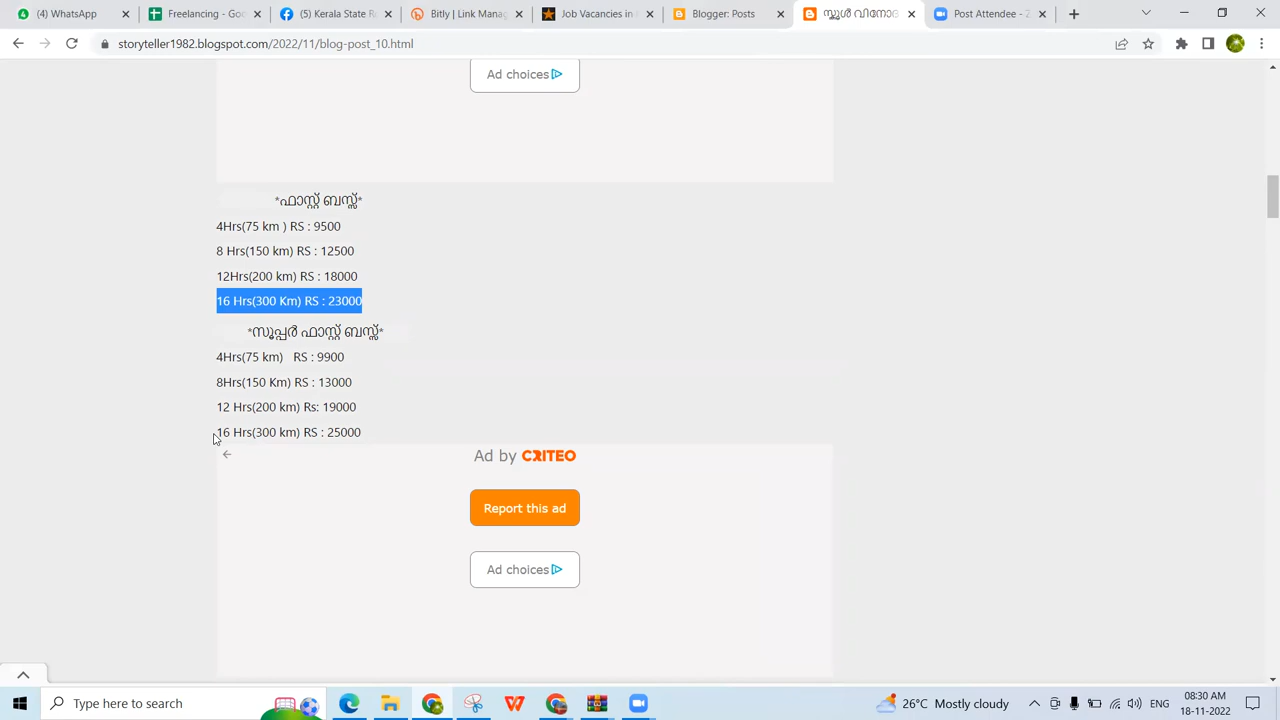 (4) WhatsApp
Freelancing - Goo
(5) Kerala State R
Bitly | Link Manag
Job Vacancies in
Blogger: Posts
സ്കൂൾ വിനോദ
Post Attendee - Z
storyteller1982.blogspot.com/2022/11/blog-post_10.html
Ad choices
*ഫാസ്റ്റ് ബസ്സ്*
4Hrs(75 km ) RS : 9500
8 Hrs(150 km) RS : 12500
12Hrs(200 km) RS : 18000
16 Hrs(300 Km) RS : 23000
*സൂപ്പർ ഫാസ്റ്റ് ബസ്സ്*
4Hrs(75 km) RS : 9900
8Hrs(150 Km) RS : 13000
12 Hrs(200 km) Rs: 19000
16 Hrs(300 km) RS : 25000
Ad by CRITEO
Report this ad
Ad choices
Type here to search
26°C Mostly cloudy
ENG
08:30 AM
18-11-2022